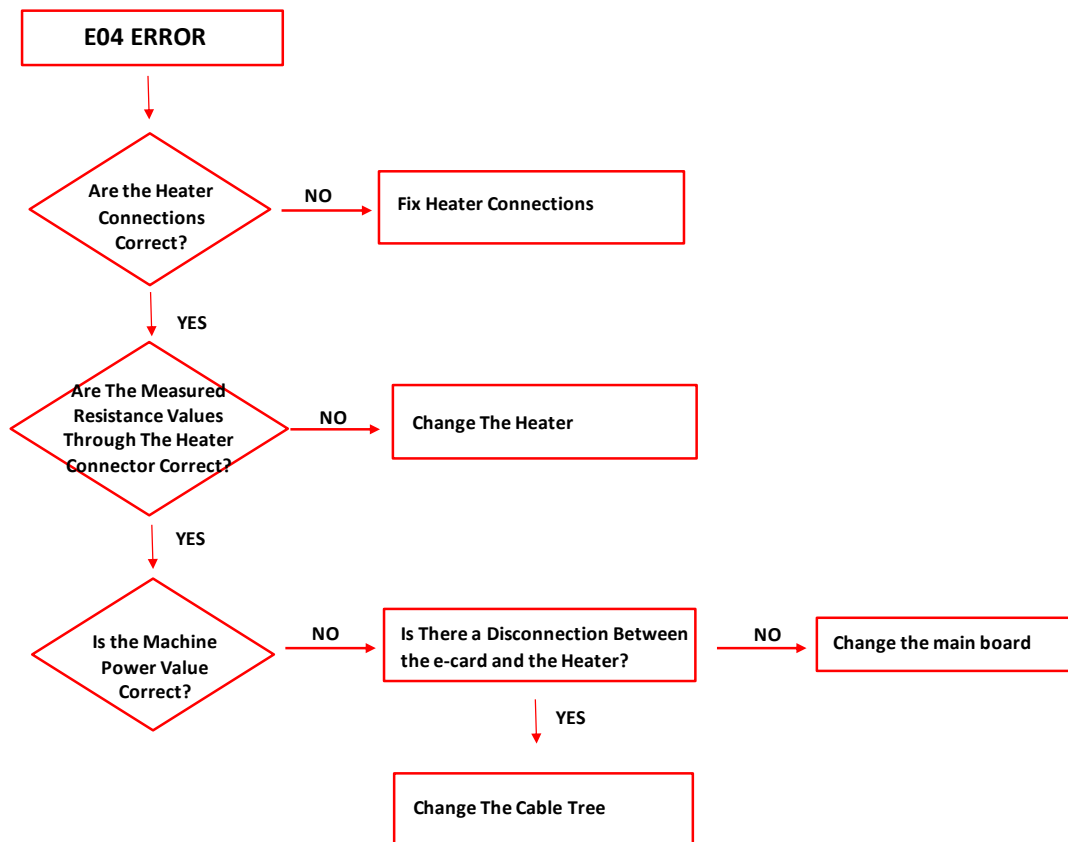 E04 ERROR
Are the Heater
Connections
Correct?
NO
Fix Heater Connections
YES
Are The Measured
Resistance Values
Through The Heater
Connector Correct?
NO
Change The Heater
YES
Is the Machine
Power Value
Correct?
NO
Is There a Disconnection Between
the e-card and the Heater?
NO
Change the main board
YES
Change The Cable Tree